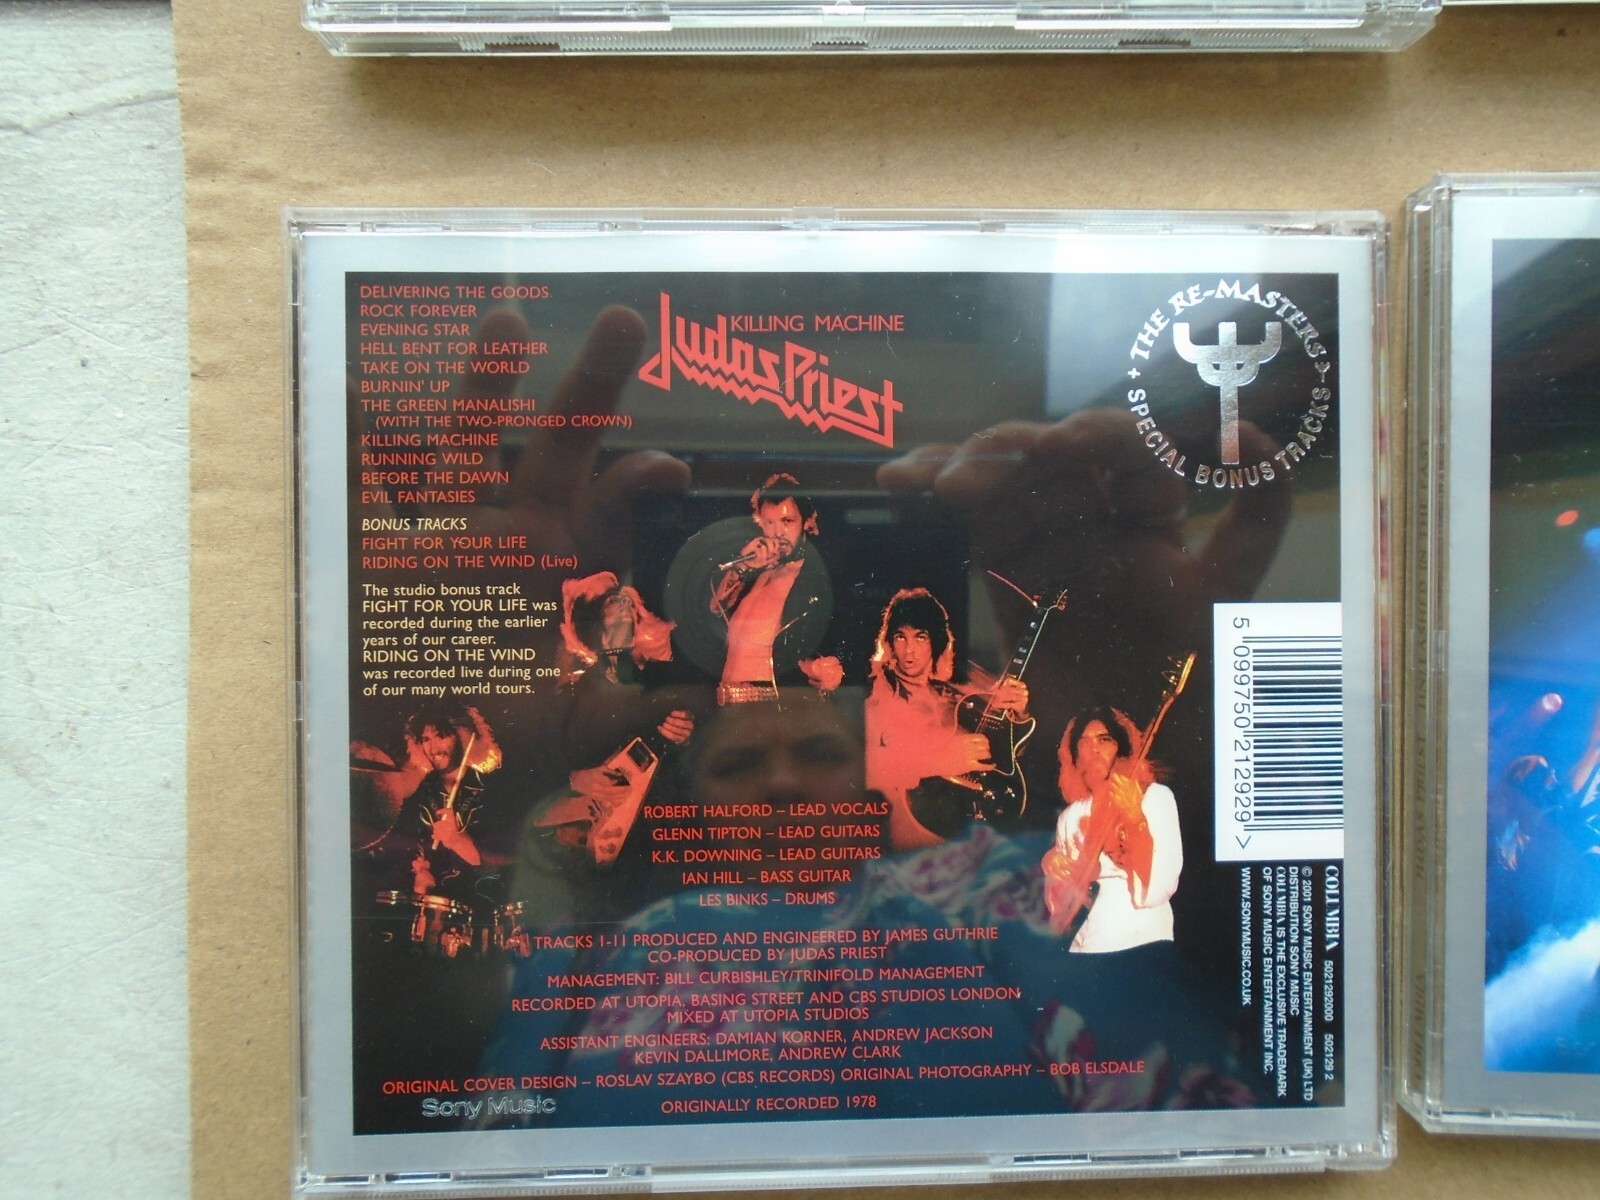 DELIVERING THE GOODS
ROCK FOREVER
EVENING STAR
HELL BENT FOR LEATHER
TAKE ON THE WORLD
BURNIN' UP
THE GREEN MANALISHI
(WITH THE TWO-PRONGED CROWN)
KILLING MACHINE
RUNNING WILD
BEFORE THE DAWN
EVIL FANTASIES
BONUS TRACKS
FIGHT FOR YOUR LIFE
RIDING ON THE WIND (Live)
The studio bonus track
FIGHT FOR YOUR LIFE was
recorded during the earlier
years of our career.
RIDING ON THE WIND
was recorded live during one
of our many world tours.
KILLING MACHINE
Judas Priest
THE RE-MASTERS
+ SPECIAL BONUS TRACKS
ROBERT HALFORD – LEAD VOCALS
GLENN TIPTON – LEAD GUITARS
K.K. DOWNING – LEAD GUITARS
IAN HILL – BASS GUITAR
LES BINKS – DRUMS
TRACKS 1-11 PRODUCED AND ENGINEERED BY JAMES GUTHRIE
CO-PRODUCED BY JUDAS PRIEST
MANAGEMENT: BILL CURBISHLEY/TRINIFOLD MANAGEMENT
RECORDED AT UTOPIA, BASING STREET AND CBS STUDIOS LONDON
MIXED AT UTOPIA STUDIOS
ASSISTANT ENGINEERS: DAMIAN KORNER, ANDREW JACKSON
KEVIN DALLIMORE, ANDREW CLARK
ORIGINAL COVER DESIGN – ROSLAV SZAYBO (CBS RECORDS) ORIGINAL PHOTOGRAPHY – BOB ELSDALE
Sony Music
ORIGINALLY RECORDED 1978
5 099750 212929 >
COLUMBIA 5021292000 502129 2
© 2001 SONY MUSIC ENTERTAINMENT (UK) LTD
DISTRIBUTION SONY MUSIC
COLUMBIA IS THE EXCLUSIVE TRADEMARK
OF SONY MUSIC ENTERTAINMENT INC.
WWW.SONYMUSIC.CO.UK